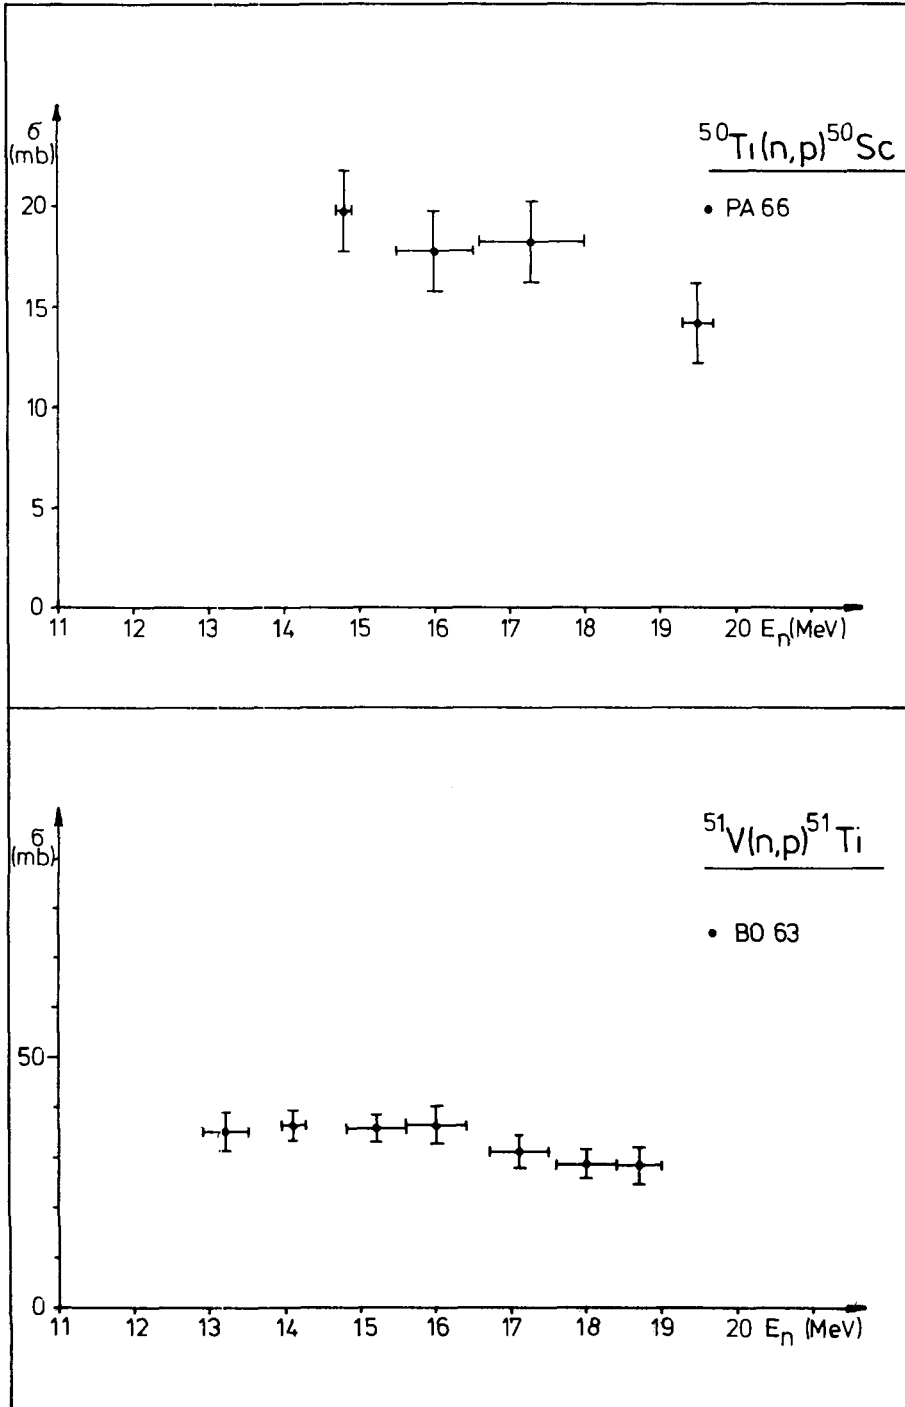 σ
(mb)
⁵⁰Ti(n,p)⁵⁰Sc
• PA 66
20
15
10
5
0
11 12 13 14 15 16 17 18 19 20 Eₙ(MeV)
σ
(mb)
⁵¹V(n,p)⁵¹Ti
• BO 63
50
0
11 12 13 14 15 16 17 18 19 20 Eₙ (MeV)